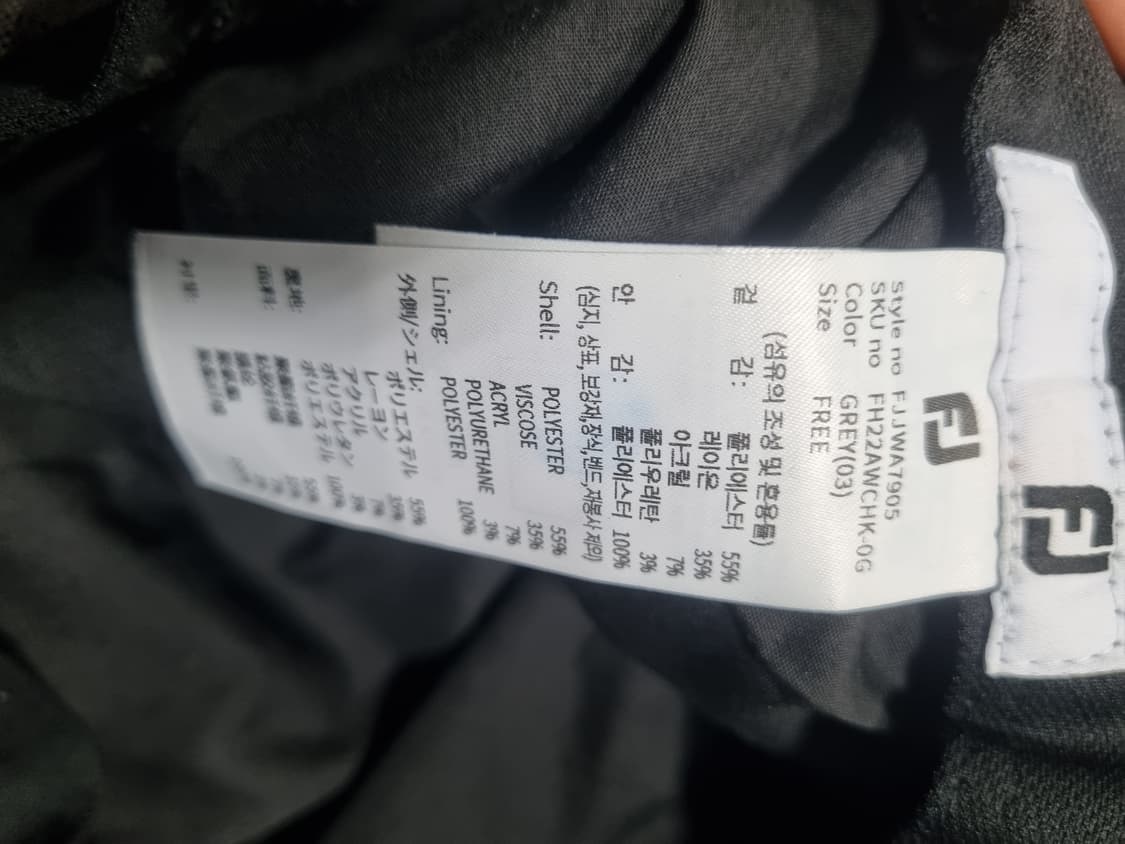 FJ
FJ
Style no FJJWA7905
SKU no FH22AWCHK-0G
Color GREY(03)
Size FREE
(섬유의 조성 및 혼용률)
겉 감: 폴리에스터 55%
레이온 35%
아크릴 7%
폴리우레탄 3%
안 감: 폴리에스터 100%
(심지, 상표, 보강재,장식,밴드,재봉사 제외)
Shell: POLYESTER 55%
VISCOSE 35%
ACRYL 7%
POLYURETHANE 3%
Lining: POLYESTER 100%
外側/シェル: ポリエステル 55%
レーヨン 35%
アクリル 7%
ポリウレタン 3%
ポリエステル 100%